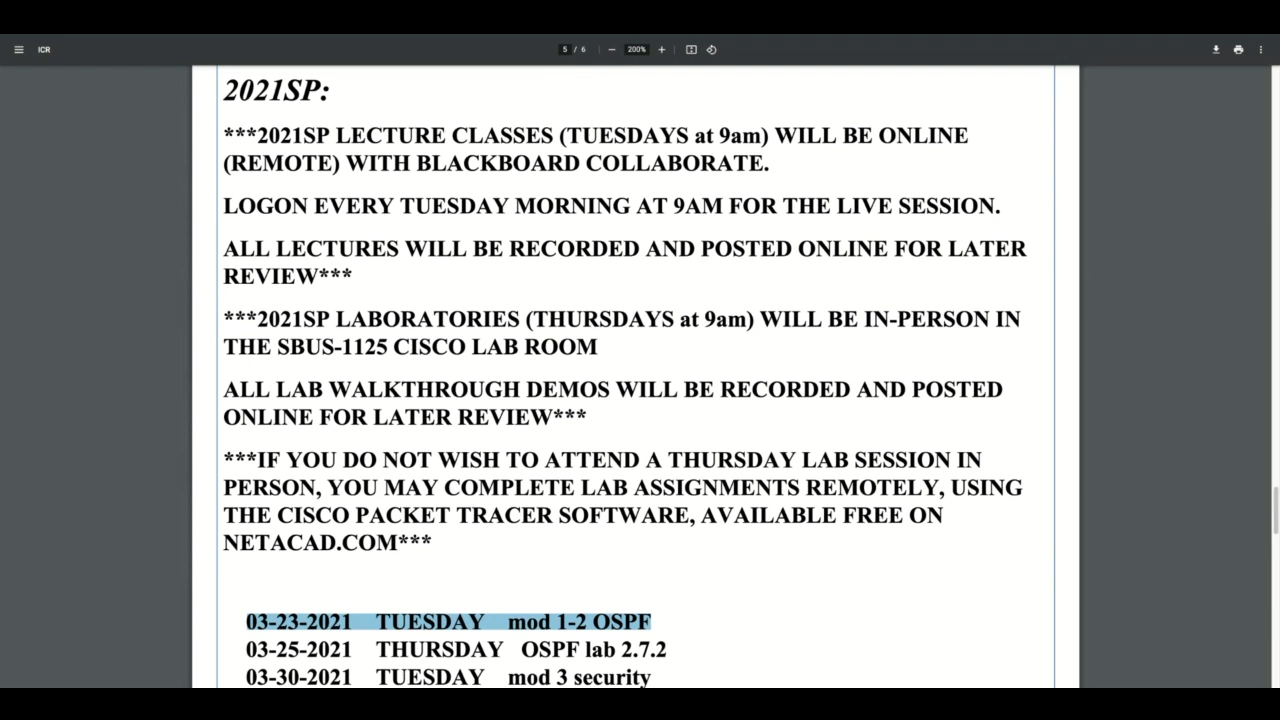 ICR
5 / 6
200%
2021SP:
***2021SP LECTURE CLASSES (TUESDAYS at 9am) WILL BE ONLINE
(REMOTE) WITH BLACKBOARD COLLABORATE.
LOGON EVERY TUESDAY MORNING AT 9AM FOR THE LIVE SESSION.
ALL LECTURES WILL BE RECORDED AND POSTED ONLINE FOR LATER
REVIEW***
***2021SP LABORATORIES (THURSDAYS at 9am) WILL BE IN-PERSON IN
THE SBUS-1125 CISCO LAB ROOM
ALL LAB WALKTHROUGH DEMOS WILL BE RECORDED AND POSTED
ONLINE FOR LATER REVIEW***
***IF YOU DO NOT WISH TO ATTEND A THURSDAY LAB SESSION IN
PERSON, YOU MAY COMPLETE LAB ASSIGNMENTS REMOTELY, USING
THE CISCO PACKET TRACER SOFTWARE, AVAILABLE FREE ON
NETACAD.COM***
03-23-2021 TUESDAY mod 1-2 OSPF
03-25-2021 THURSDAY OSPF lab 2.7.2
03-30-2021 TUESDAY mod 3 security